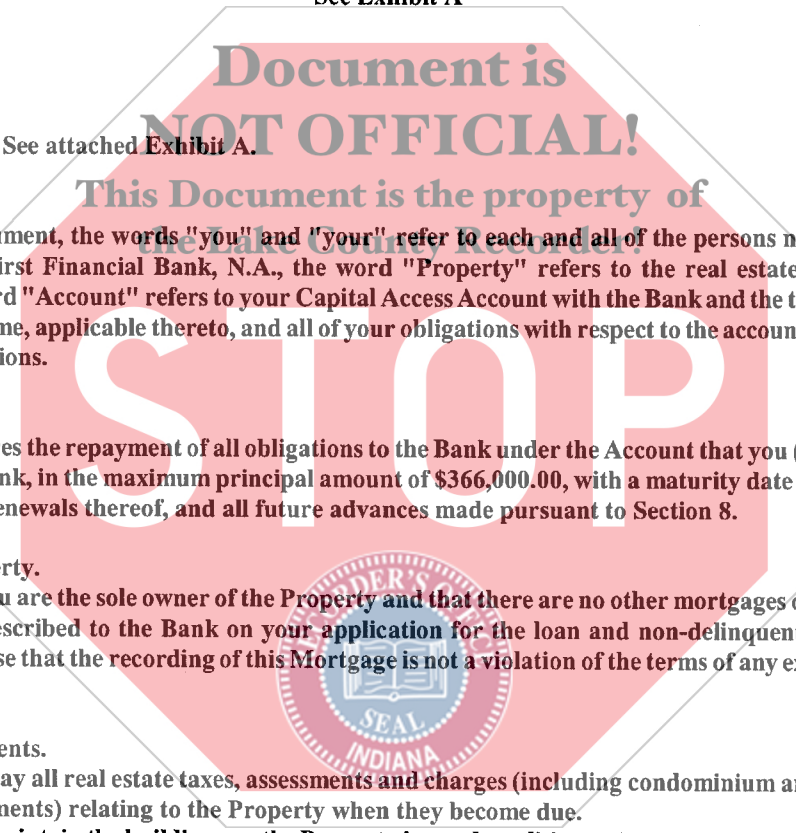 See Exhibit A
Document is
NOT OFFICIAL!
See attached Exhibit A.
This Document is the property of
the Lake County Recorder!
ument, the words "you" and "your" refer to each and all of the persons n
irst Financial Bank, N.A., the word "Property" refers to the real estate
rd "Account" refers to your Capital Access Account with the Bank and the t
me, applicable thereto, and all of your obligations with respect to the accoun
ions.
STOP
es the repayment of all obligations to the Bank under the Account that you (
nk, in the maximum principal amount of $366,000.00, with a maturity date
enewals thereof, and all future advances made pursuant to Section 8.
rty.
u are the sole owner of the Property and that there are no other mortgages o
escribed to the Bank on your application for the loan and non-delinquent
se that the recording of this Mortgage is not a violation of the terms of any ex
RECORDER'S OFFICE
SEAL
INDIANA
ents.
ay all real estate taxes, assessments and charges (including condominium an
ments) relating to the Property when they become due.